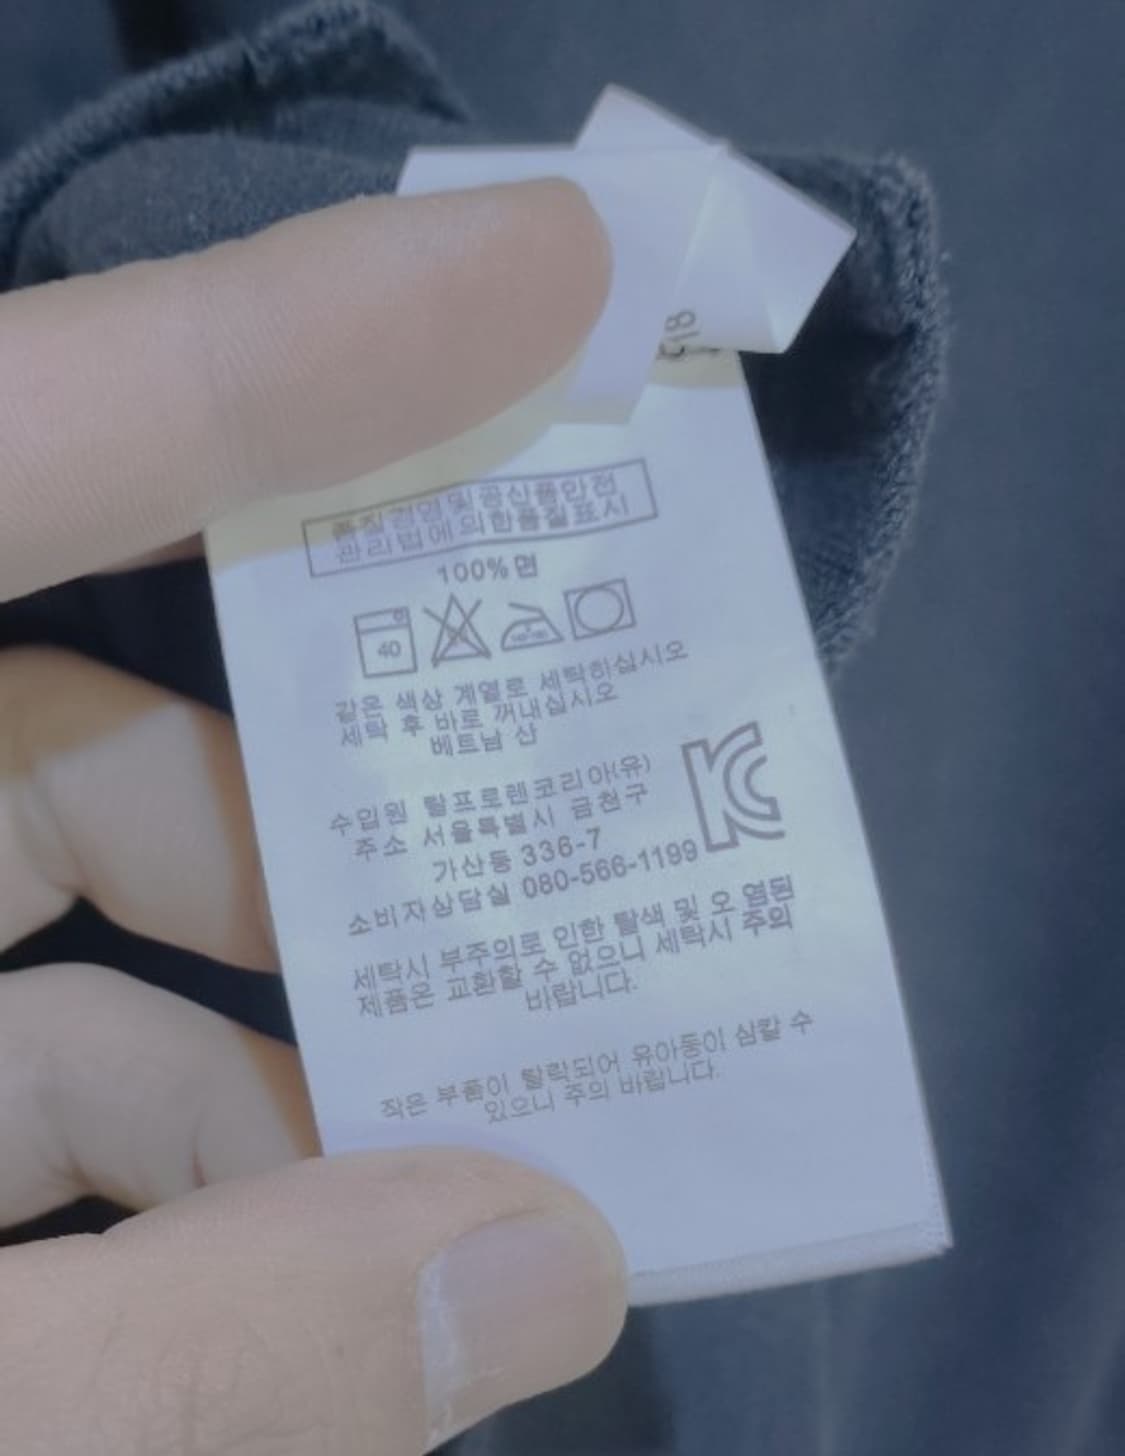 품질경영및공산품안전
관리법에의한품질표시
100% 면
40
같은 색상 계열로 세탁하십시오
세탁 후 바로 꺼내십시오
베트남 산
수입원 랄프로렌코리아(유)
주소 서울특별시 금천구
가산동 336-7
소비자상담실 080-566-1199
세탁시 부주의로 인한 탈색 및 오 염된
제품은 교환할 수 없으니 세탁시 주의
바랍니다.
작은 부품이 탈락되어 유아동이 삼킬 수
있으니 주의 바랍니다.